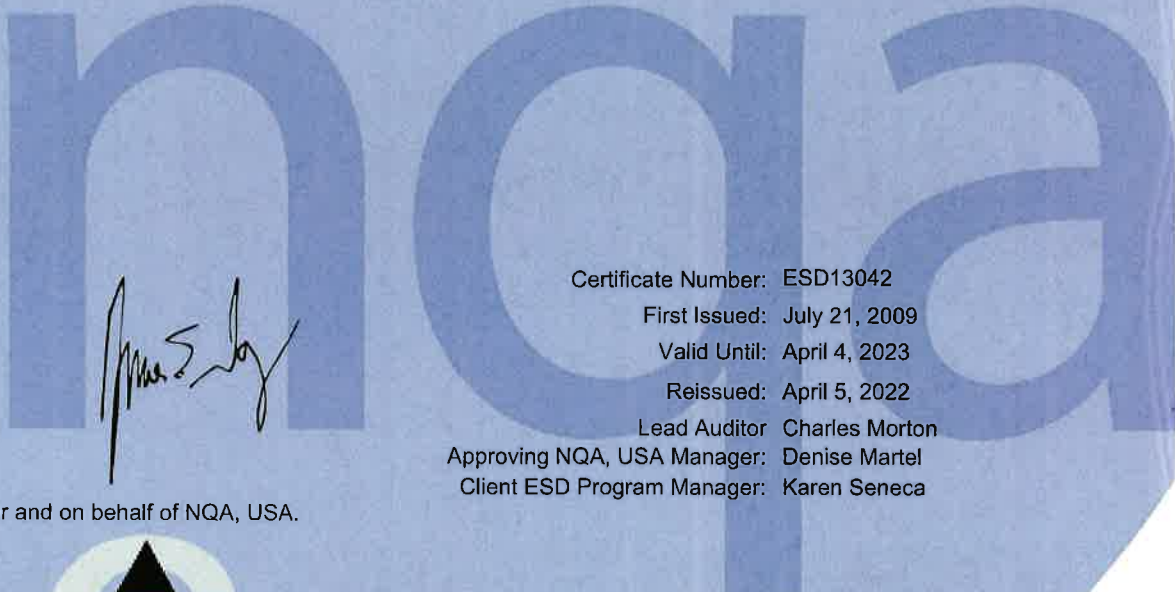 nqa
Certificate Number: ESD13042
First Issued: July 21, 2009
Valid Until: April 4, 2023
Reissued: April 5, 2022
Lead Auditor Charles Morton
Approving NQA, USA Manager: Denise Martel
Client ESD Program Manager: Karen Seneca
r and on behalf of NQA, USA.